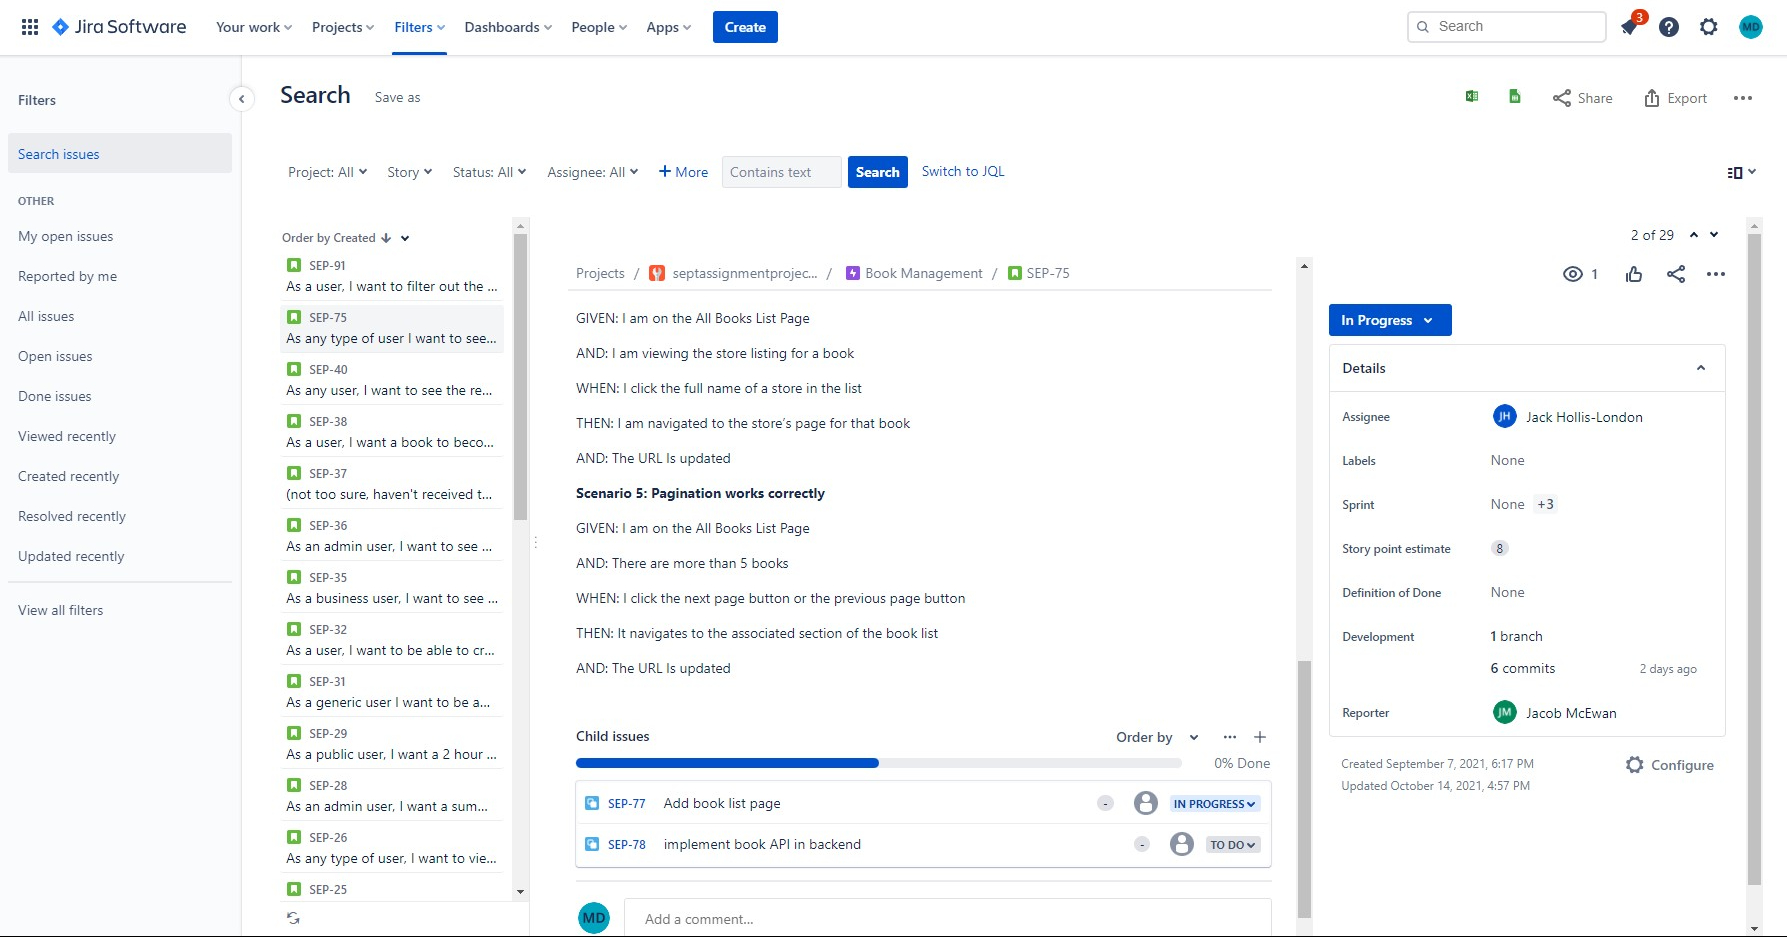 Jira Software
Your work
Projects
Filters
Dashboards
People
Apps
Create
Search
3
MD
Filters
Search issues
OTHER
My open issues
Reported by me
All issues
Open issues
Done issues
Viewed recently
Created recently
Resolved recently
Updated recently
View all filters
Search
Save as
Share
Export
Project: All
Story
Status: All
Assignee: All
+ More
Contains text
Search
Switch to JQL
Order by Created
SEP-91
As a user, I want to filter out the ...
SEP-75
As any type of user I want to see...
SEP-40
As any user, I want to see the re...
SEP-38
As a user, I want a book to beco...
SEP-37
(not too sure, haven't received t...
SEP-36
As an admin user, I want to see ...
SEP-35
As a business user, I want to see ...
SEP-32
As a user, I want to be able to cr...
SEP-31
As a generic user I want to be a...
SEP-29
As a public user, I want a 2 hour ...
SEP-28
As an admin user, I want a sum...
SEP-26
As any type of user, I want to vie...
SEP-25
2 of 29
Projects / septassignmentprojec... / Book Management / SEP-75
GIVEN: I am on the All Books List Page
AND: I am viewing the store listing for a book
WHEN: I click the full name of a store in the list
THEN: I am navigated to the store's page for that book
AND: The URL Is updated
Scenario 5: Pagination works correctly
GIVEN: I am on the All Books List Page
AND: There are more than 5 books
WHEN: I click the next page button or the previous page button
THEN: It navigates to the associated section of the book list
AND: The URL Is updated
Child issues
Order by
0% Done
SEP-77 Add book list page - IN PROGRESS
SEP-78 implement book API in backend - TO DO
MD
Add a comment...
1
In Progress
Details
Assignee
JH Jack Hollis-London
Labels
None
Sprint
None +3
Story point estimate
8
Definition of Done
None
Development
1 branch
6 commits
2 days ago
Reporter
JM Jacob McEwan
Created September 7, 2021, 6:17 PM
Updated October 14, 2021, 4:57 PM
Configure